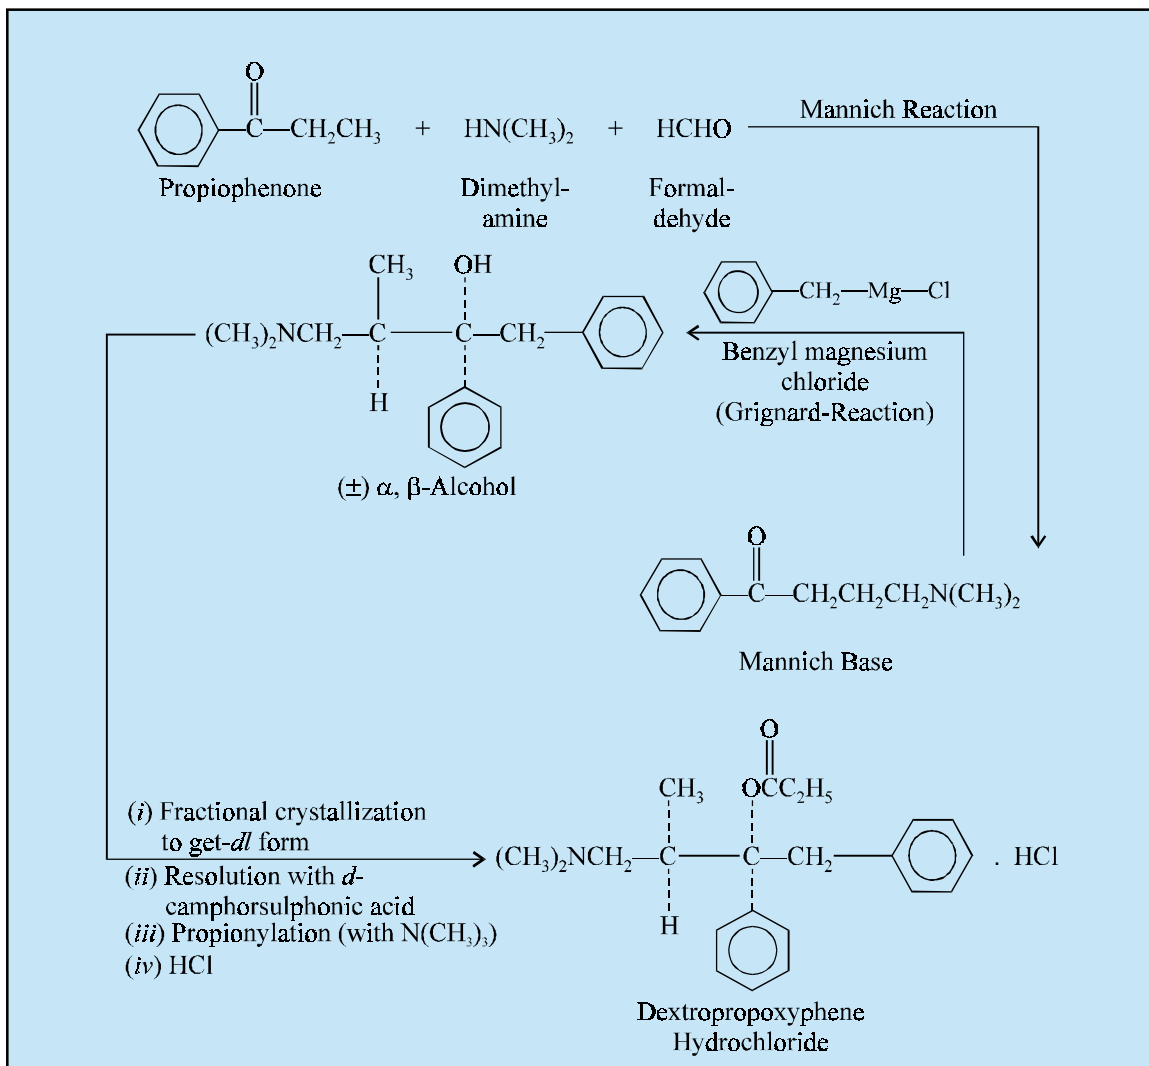 O
C—CH₂CH₃ + HN(CH₃)₂ + HCHO
Mannich Reaction
Propiophenone
Dimethyl-
amine
Formal-
dehyde
CH₃ OH
(CH₃)₂NCH₂—C—C—CH₂
H
(±) α, β-Alcohol
CH₂—Mg—Cl
Benzyl magnesium
chloride
(Grignard-Reaction)
O
C—CH₂CH₂CH₂N(CH₃)₂
Mannich Base
(i) Fractional crystallization
to get-dl form
(ii) Resolution with d-
camphorsulphonic acid
(iii) Propionylation (with N(CH₃)₃)
(iv) HCl
O
CH₃ OCC₂H₅
(CH₃)₂NCH₂—C—C—CH₂ . HCl
H
Dextropropoxyphene
Hydrochloride